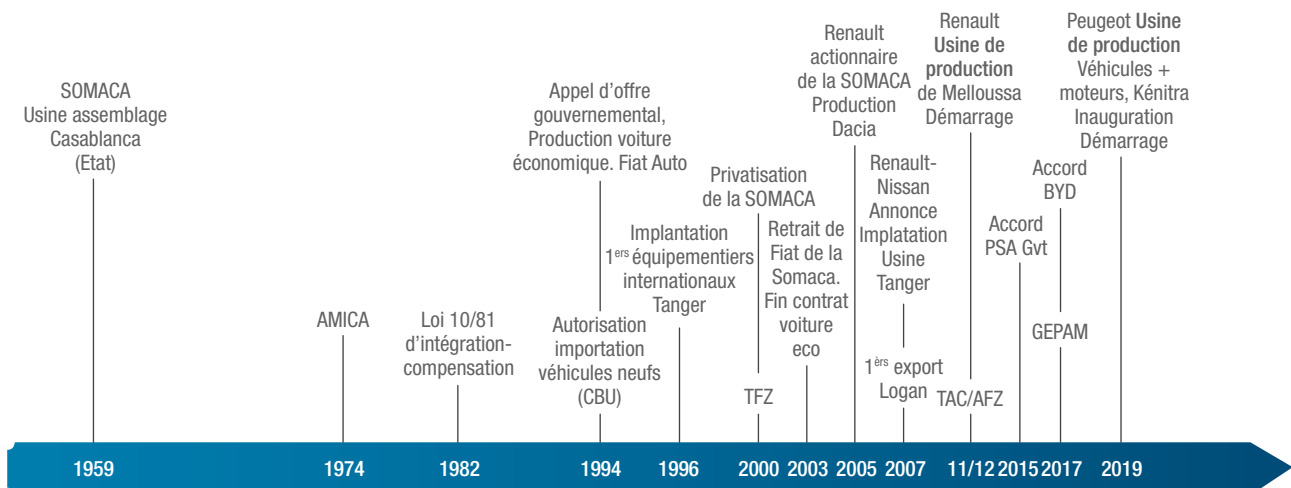 SOMACA
Usine assemblage
Casablanca
(Etat)
1959
AMICA
1974
Loi 10/81
d'intégration-
compensation
1982
Appel d'offre
gouvernemental,
Production voiture
économique. Fiat Auto
Autorisation
importation
véhicules neufs
(CBU)
1994
Implantation
1ers équipementiers
internationaux
Tanger
1996
Privatisation
de la SOMACA
TFZ
2000
Retrait de
Fiat de la
Somaca.
Fin contrat
voiture
eco
2003
Renault
actionnaire
de la SOMACA
Production
Dacia
2005
Renault-
Nissan
Annonce
Implatation
Usine
Tanger
1èrs export
Logan
2007
Renault
Usine de
production
de Melloussa
Démarrage
TAC/AFZ
11/12
Accord
PSA Gvt
2015
Accord
BYD
GEPAM
2017
Peugeot Usine
de production
Véhicules +
moteurs, Kénitra
Inauguration
Démarrage
2019